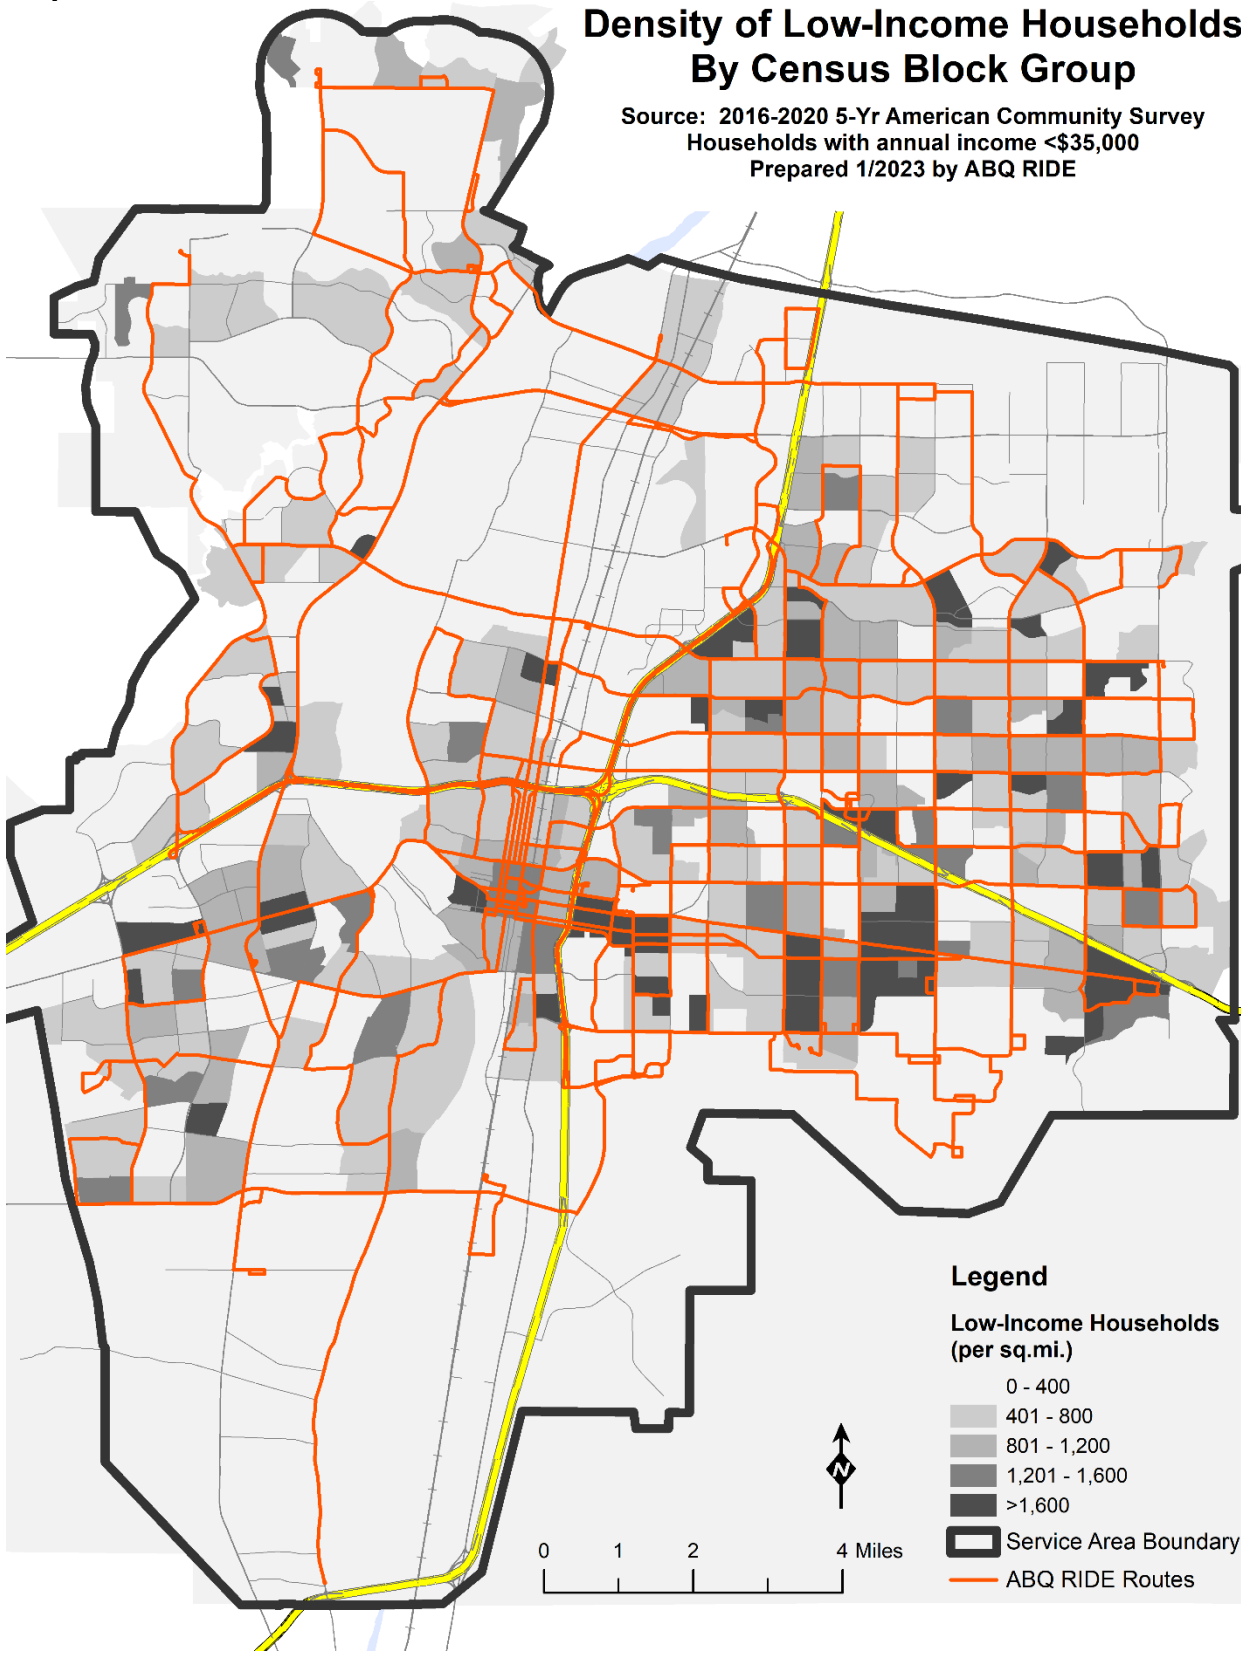 Density of Low-Income Households
By Census Block Group
Source: 2016-2020 5-Yr American Community Survey
Households with annual income <$35,000
Prepared 1/2023 by ABQ RIDE
Legend
Low-Income Households
(per sq.mi.)
0 - 400
401 - 800
801 - 1,200
1,201 - 1,600
>1,600
Service Area Boundary
ABQ RIDE Routes
N
0 1 2 4 Miles